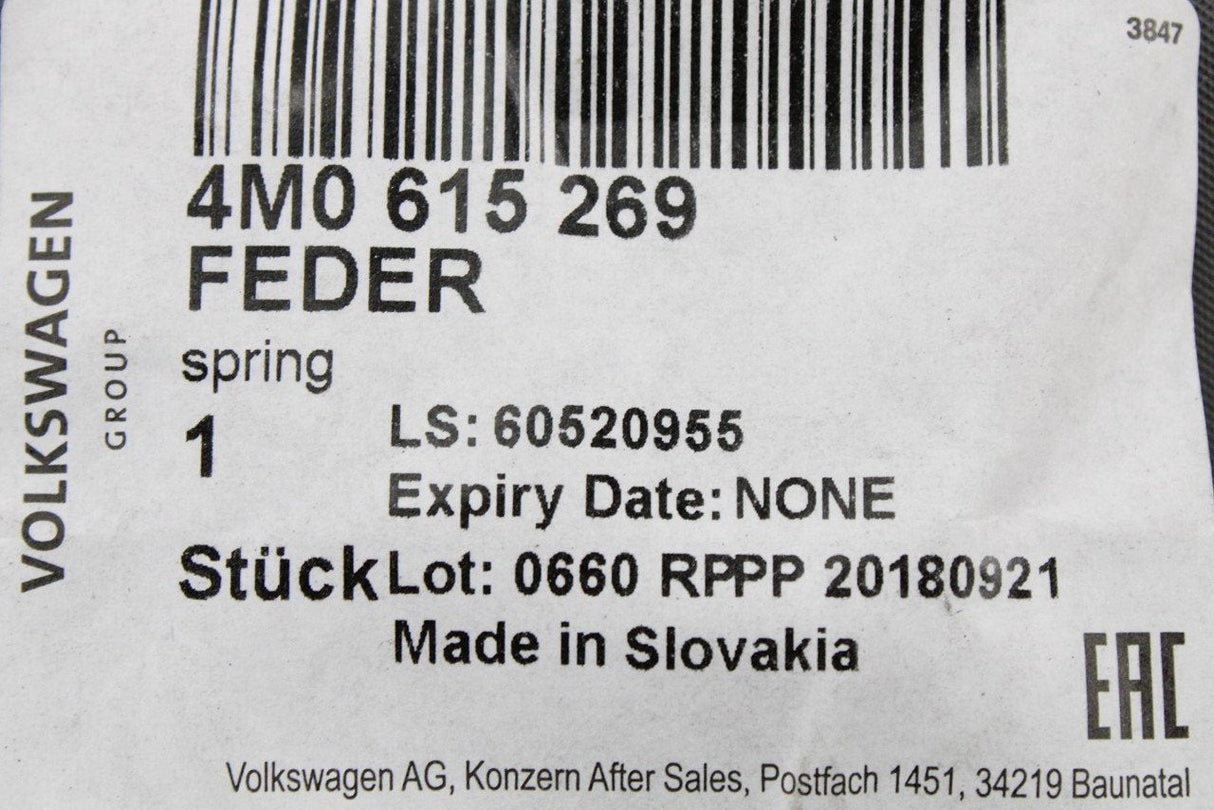 3847
4M0 615 269
FEDER
spring
1
LS: 60520955
Expiry Date: NONE
Stück Lot: 0660 RPPP 20180921
Made in Slovakia
EAC
Volkswagen AG, Konzern After Sales, Postfach 1451, 34219 Baunatal
VOLKSWAGEN
GROUP